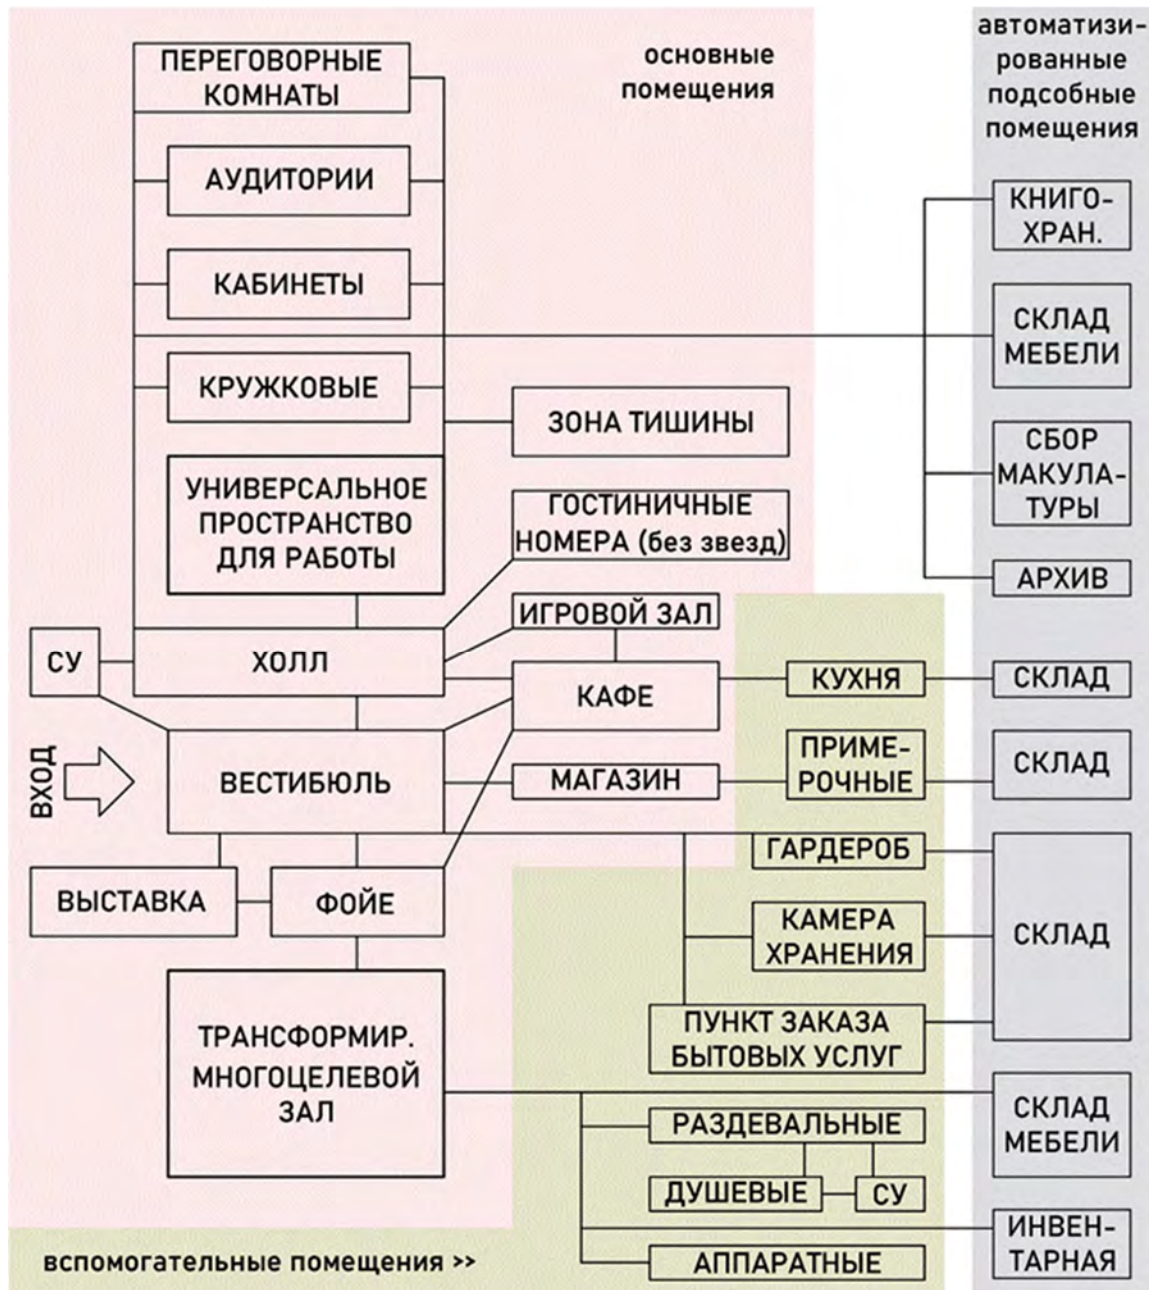 основные
помещения
автоматизи-
рованные
подсобные
помещения
ПЕРЕГОВОРНЫЕ
КОМНАТЫ
АУДИТОРИИ
КАБИНЕТЫ
КРУЖКОВЫЕ
УНИВЕРСАЛЬНОЕ
ПРОСТРАНСТВО
ДЛЯ РАБОТЫ
ЗОНА ТИШИНЫ
ГОСТИНИЧНЫЕ
НОМЕРА (без звезд)
ИГРОВОЙ ЗАЛ
КНИГО-
ХРАН.
СКЛАД
МЕБЕЛИ
СБОР
МАКУЛА-
ТУРЫ
АРХИВ
СУ
ХОЛЛ
КАФЕ
КУХНЯ
СКЛАД
ВХОД
ВЕСТИБЮЛЬ
МАГАЗИН
ПРИМЕ-
РОЧНЫЕ
СКЛАД
ВЫСТАВКА
ФОЙЕ
ГАРДЕРОБ
КАМЕРА
ХРАНЕНИЯ
ПУНКТ ЗАКАЗА
БЫТОВЫХ УСЛУГ
СКЛАД
ТРАНСФОРМИР.
МНОГОЦЕЛЕВОЙ
ЗАЛ
РАЗДЕВАЛЬНЫЕ
ДУШЕВЫЕ
СУ
АППАРАТНЫЕ
СКЛАД
МЕБЕЛИ
ИНВЕН-
ТАРНАЯ
вспомогательные помещения >>